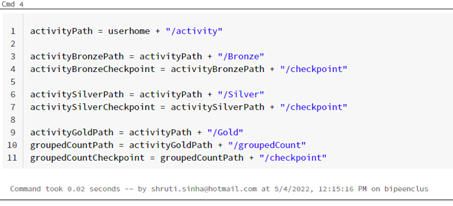 Cmd 4
1 activityPath = userhome + "/activity"
2
3 activityBronzePath = activityPath + "/Bronze"
4 activityBronzeCheckpoint = activityBronzePath + "/checkpoint"
5
6 activitySilverPath = activityPath + "/Silver"
7 activitySilverCheckpoint = activitySilverPath + "/checkpoint"
8
9 activityGoldPath = activityPath + "/Gold"
10 groupedCountPath = activityGoldPath + "/groupedCount"
11 groupedCountCheckpoint = groupedCountPath + "/checkpoint"
Command took 0.02 seconds -- by shruti.sinha@hotmail.com at 5/4/2022, 12:15:16 PM on bipeenclus